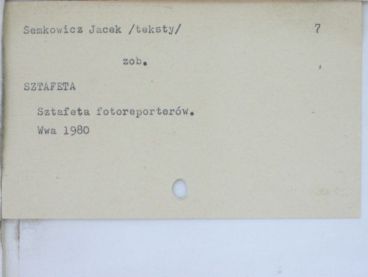 Semkowicz Jacek /teksty/ 7
zob.
SZTAFETA
Sztafeta fotoreporterów.
Wwa 1980